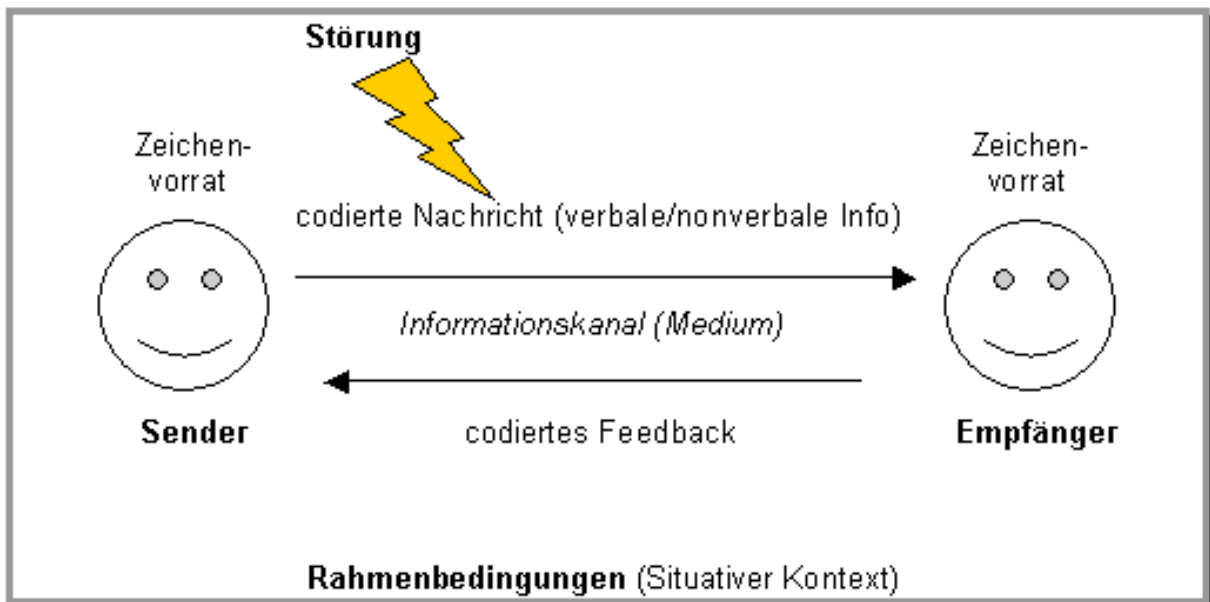 Störung
Zeichen-
vorrat
Zeichen-
vorrat
codierte Nachricht (verbale/nonverbale Info)
Informationskanal (Medium)
Sender
codiertes Feedback
Empfänger
Rahmenbedingungen (Situativer Kontext)